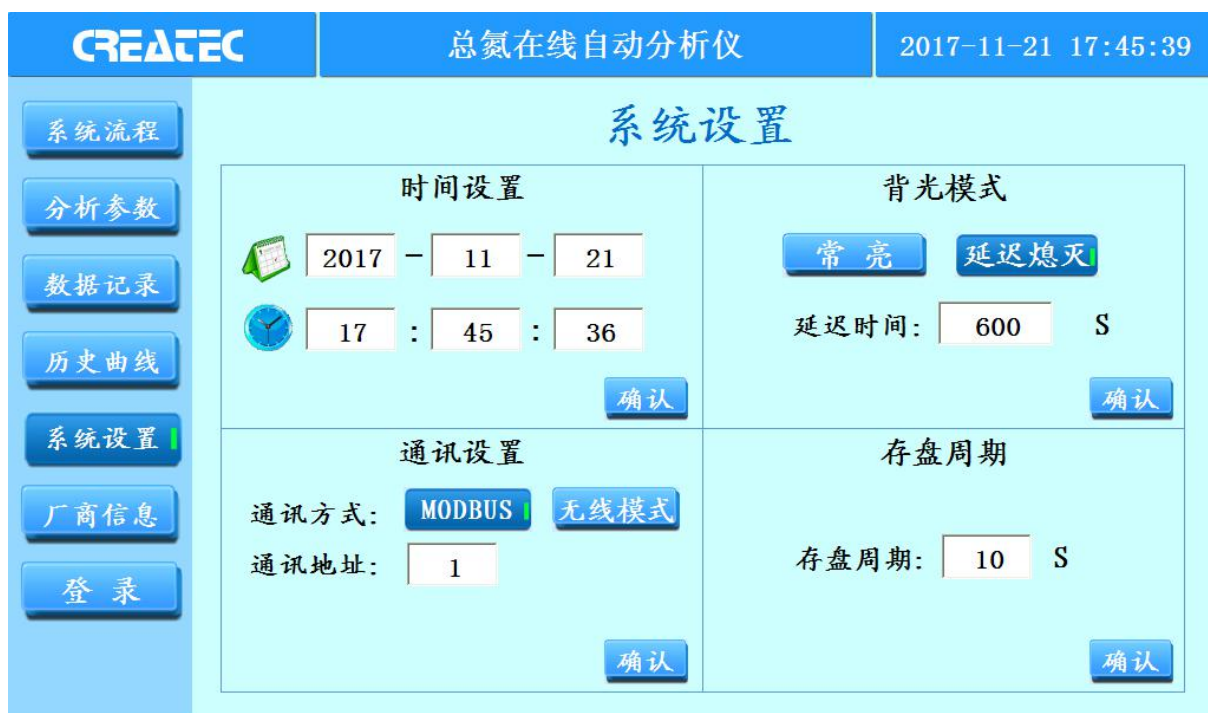 CREATEC
总氮在线自动分析仪
2017-11-21 17:45:39
系统流程
分析参数
数据记录
历史曲线
系统设置
厂商信息
登 录
系统设置
时间设置
2017 - 11 - 21
17 : 45 : 36
确认
背光模式
常 亮 延迟熄灭
延迟时间: 600 S
确认
通讯设置
通讯方式: MODBUS 无线模式
通讯地址: 1
确认
存盘周期
存盘周期: 10 S
确认